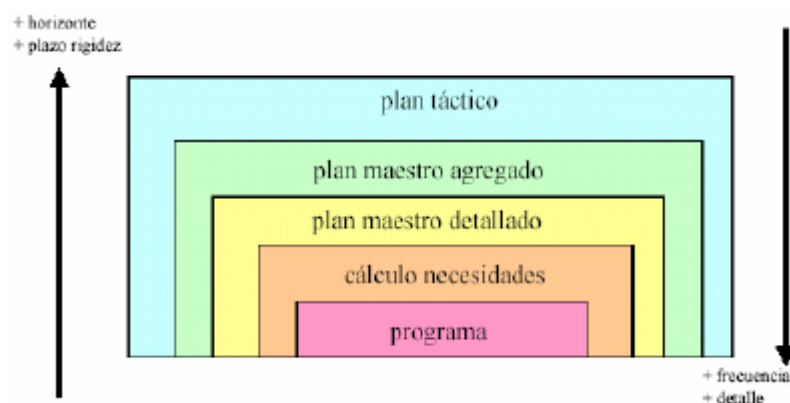 + horizonte
+ plazo rigidez
plan táctico
plan maestro agregado
plan maestro detallado
cálculo necesidades
programa
+ frecuencia
+ detalle